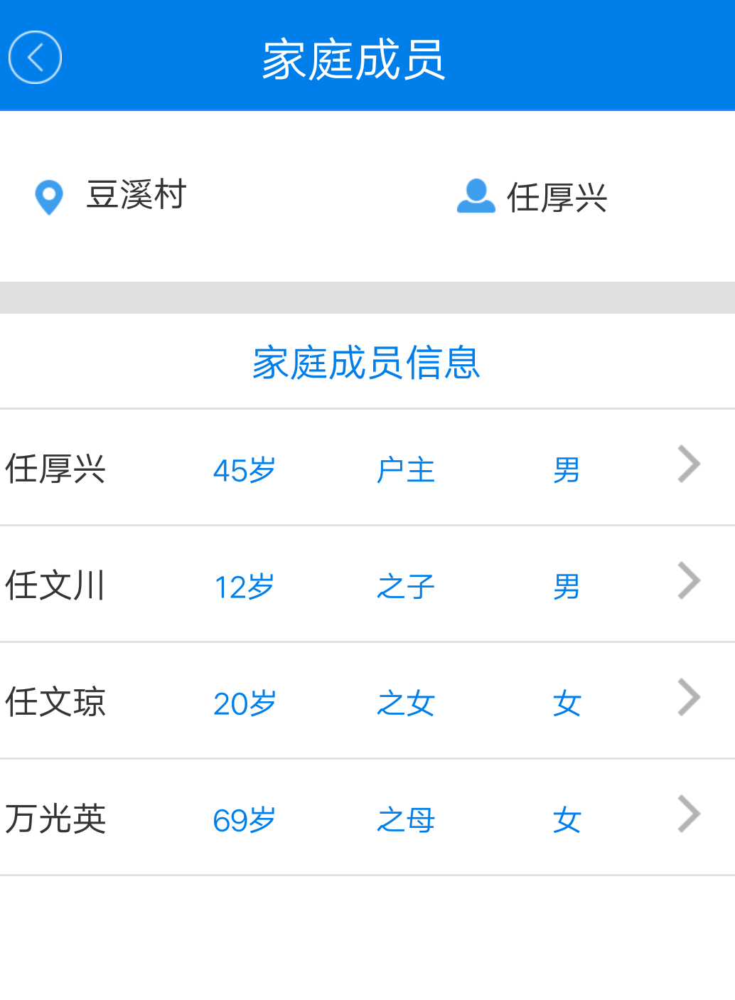 家庭成员
豆溪村 任厚兴
家庭成员信息
任厚兴 45岁 户主 男
任文川 12岁 之子 男
任文琼 20岁 之女 女
万光英 69岁 之母 女